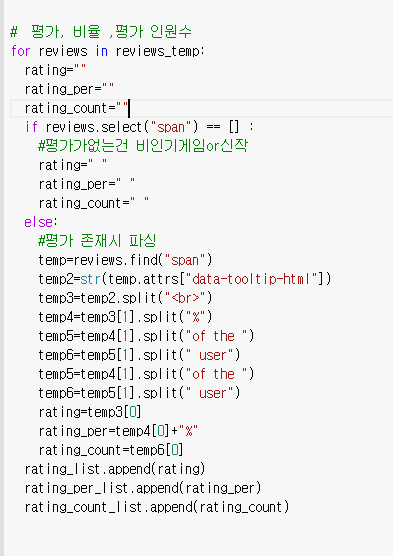 #  평가, 비율 ,평가 인원수
for reviews in reviews_temp:
  rating=""
  rating_per=""
  rating_count=""
  if reviews.select("span") == [] :
    #평가가없는건 비인기게임or신작
    rating=" "
    rating_per=" "
    rating_count=" "
  else:
    #평가 존재시 파싱
    temp=reviews.find("span")
    temp2=str(temp.attrs["data-tooltip-html"])
    temp3=temp2.split("<br>")
    temp4=temp3[1].split("%")
    temp5=temp4[1].split("of the ")
    temp6=temp5[1].split(" user")
    temp5=temp4[1].split("of the ")
    temp6=temp5[1].split(" user")
    rating=temp3[0]
    rating_per=temp4[0]+"%"
    rating_count=temp6[0]
  rating_list.append(rating)
  rating_per_list.append(rating_per)
  rating_count_list.append(rating_count)